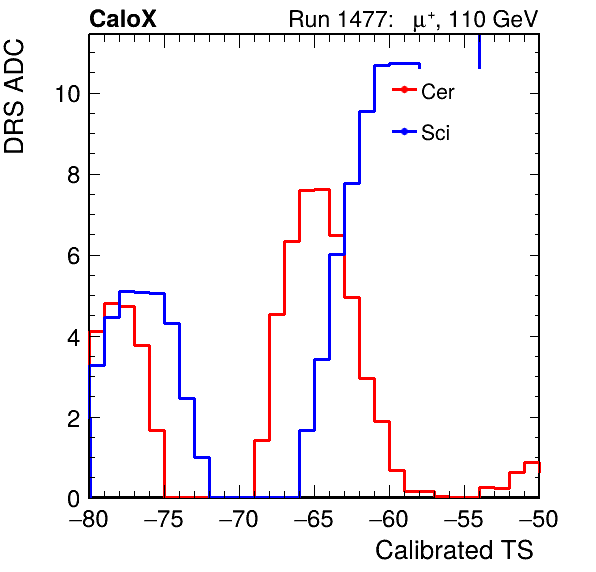 CaloX Run 1477: μ⁺, 110 GeV
DRS ADC
10
8
6
4
2
0
Cer
Sci
−80 −75 −70 −65 −60 −55 −50
Calibrated TS